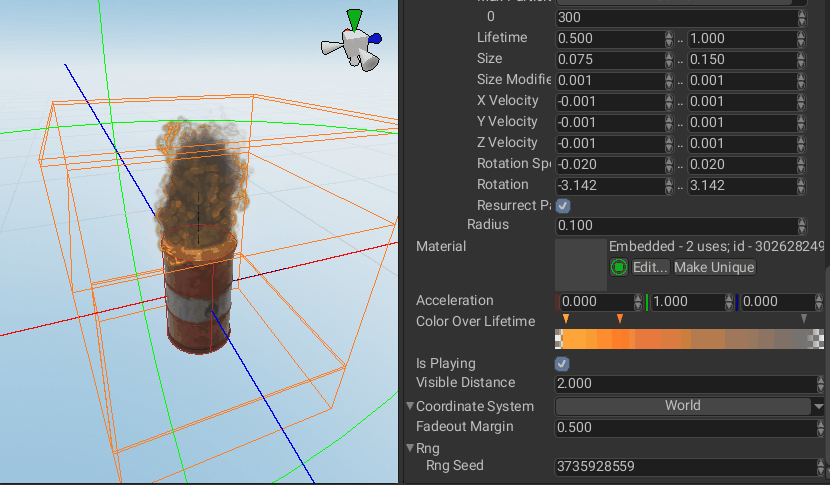 0 300
Lifetime 0.500 .. 1.000
Size 0.075 .. 0.150
Size Modifie 0.001 .. 0.001
X Velocity -0.001 .. 0.001
Y Velocity -0.001 .. 0.001
Z Velocity -0.001 .. 0.001
Rotation Spe -0.020 .. 0.020
Rotation -3.142 .. 3.142
Resurrect Pa
Radius 0.100
Material Embedded - 2 uses; id - 302628249
Edit... Make Unique
Acceleration 0.000 1.000 0.000
Color Over Lifetime
Is Playing
Visible Distance 2.000
Coordinate System World
Fadeout Margin 0.500
Rng
Rng Seed 3735928559